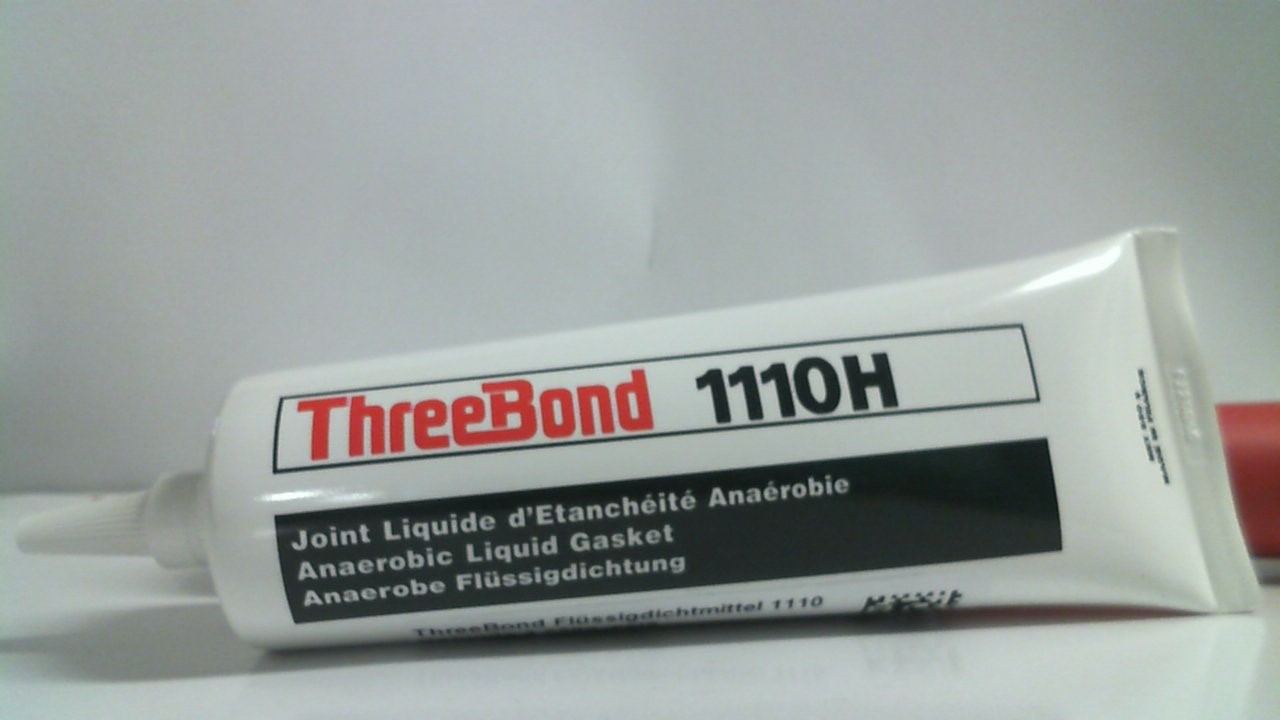 ThreeBond 1110H
Joint Liquide d'Etanchéité Anaérobie
Anaerobic Liquid Gasket
Anaerobe Flüssigdichtung
ThreeBond Flüssigdichtmittel 1110